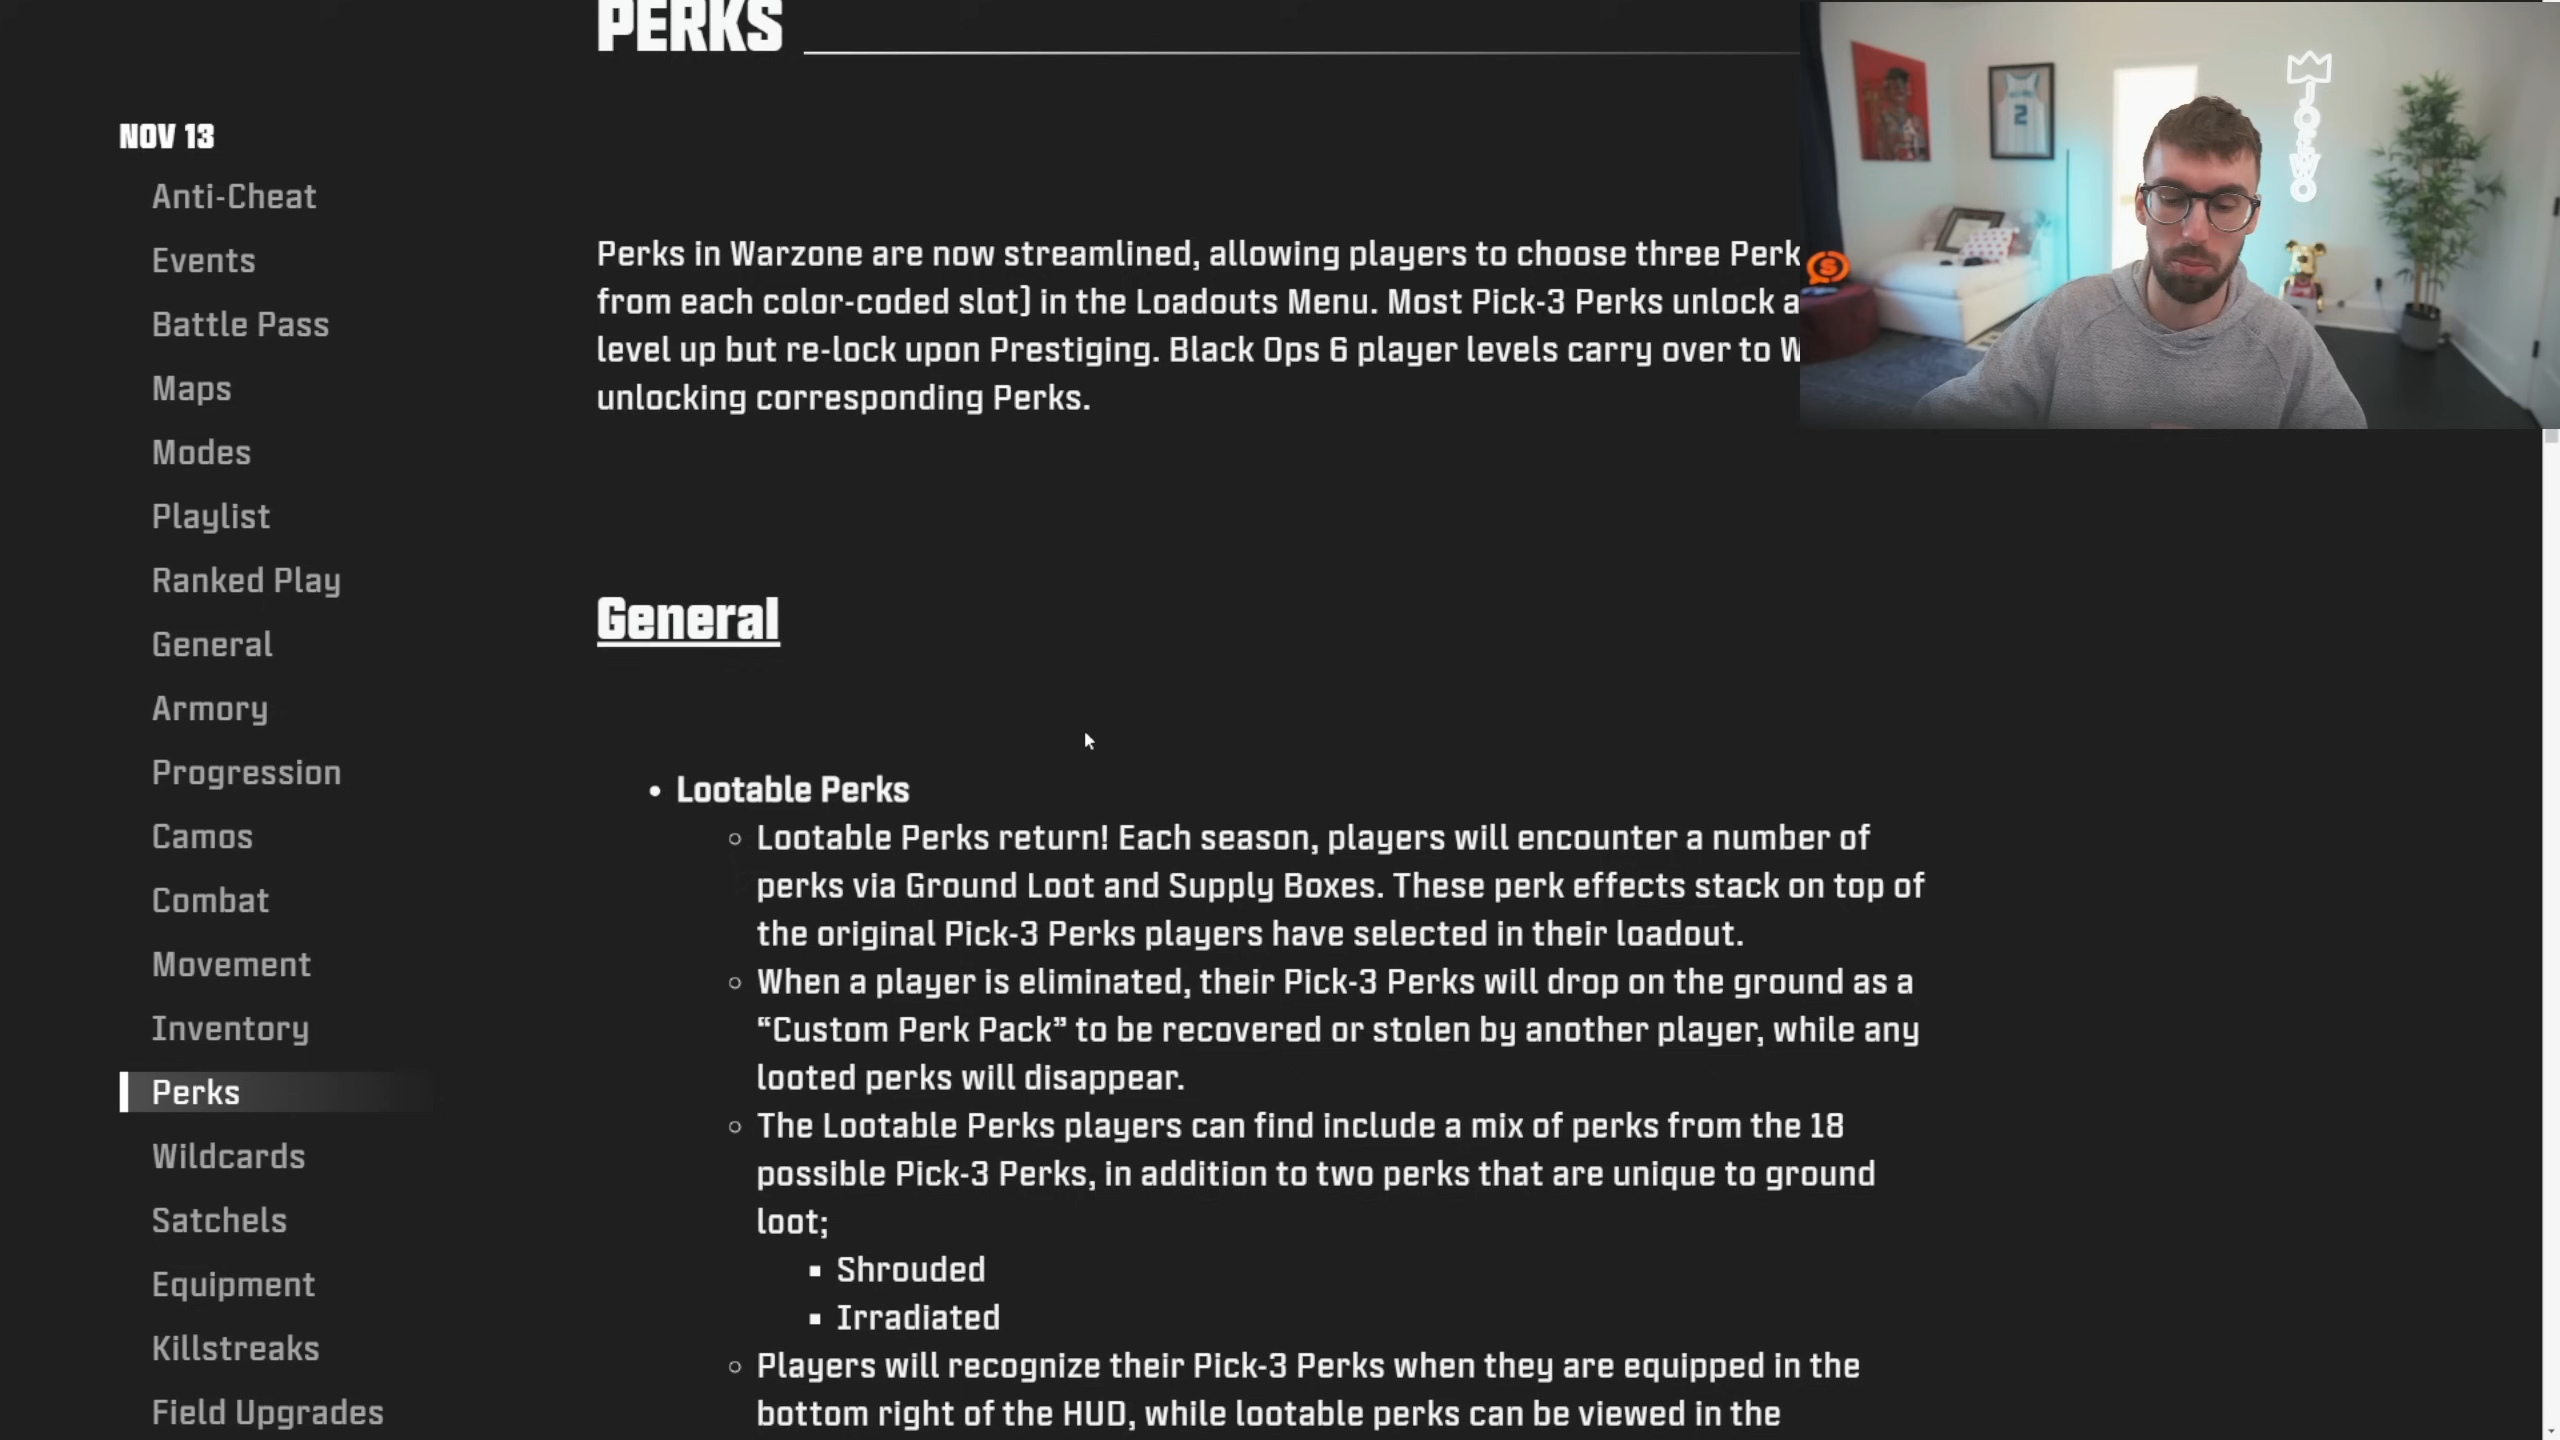 PERKS
NOV 13
Anti-Cheat
Events
Battle Pass
Maps
Modes
Playlist
Ranked Play
General
Armory
Progression
Camos
Combat
Movement
Inventory
Perks
Wildcards
Satchels
Equipment
Killstreaks
Field Upgrades
Perks in Warzone are now streamlined, allowing players to choose three Perk
from each color-coded slot) in the Loadouts Menu. Most Pick-3 Perks unlock a
level up but re-lock upon Prestiging. Black Ops 6 player levels carry over to W
unlocking corresponding Perks.
General
• Lootable Perks
○ Lootable Perks return! Each season, players will encounter a number of
perks via Ground Loot and Supply Boxes. These perk effects stack on top of
the original Pick-3 Perks players have selected in their loadout.
○ When a player is eliminated, their Pick-3 Perks will drop on the ground as a
“Custom Perk Pack” to be recovered or stolen by another player, while any
looted perks will disappear.
○ The Lootable Perks players can find include a mix of perks from the 18
possible Pick-3 Perks, in addition to two perks that are unique to ground
loot;
▪ Shrouded
▪ Irradiated
○ Players will recognize their Pick-3 Perks when they are equipped in the
bottom right of the HUD, while lootable perks can be viewed in the
JOEWO
2
S